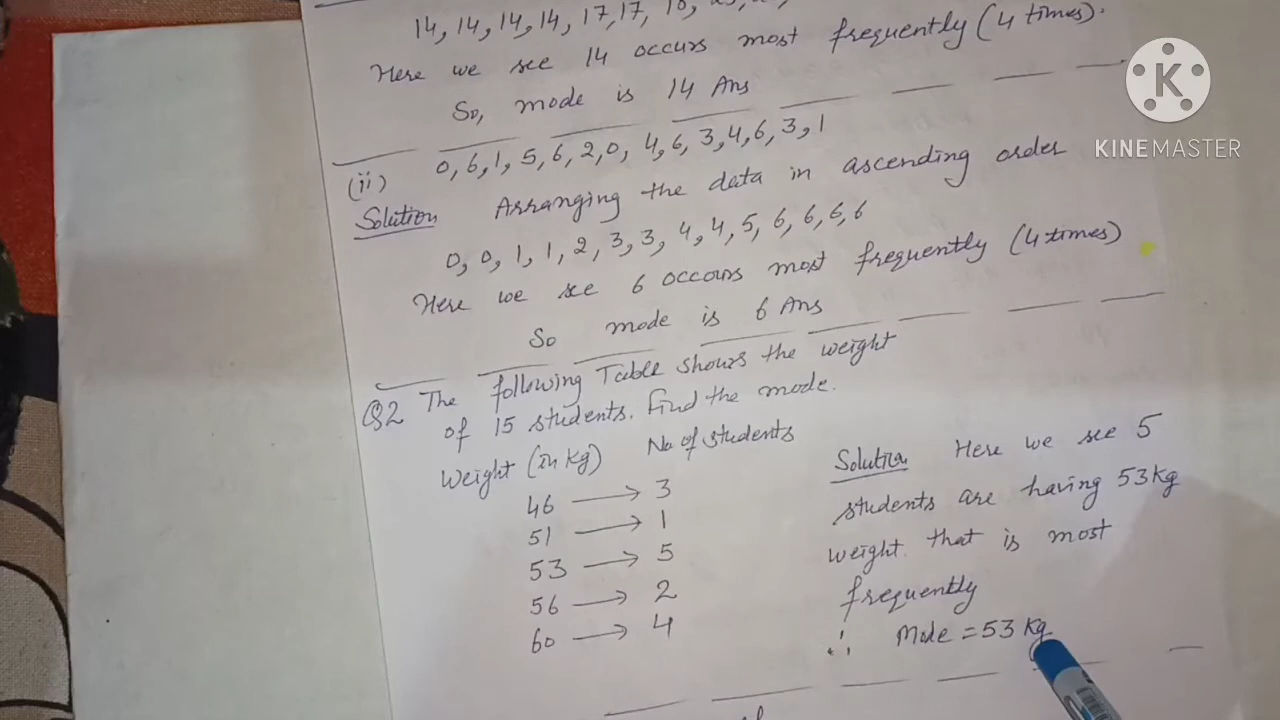 14, 14, 14, 14, 17, 17, 18,
Here we see 14 occurs most frequently (4 times).
So, mode is 14 Ans
(ii) 0, 6, 1, 5, 6, 2, 0, 4, 6, 3, 4, 6, 3, 1
Solution Arranging the data in ascending order
0, 0, 1, 1, 2, 3, 3, 4, 4, 5, 6, 6, 6, 6
Here we see 6 occurs most frequently (4 times)
So mode is 6 Ans
Q2 The following Table shows the weight
of 15 students. Find the mode.
Weight (in kg) No of students
46 → 3
51 → 1
53 → 5
56 → 2
60 → 4
Solution Here we see 5
students are having 53kg
weight. that is most
frequently
∴ Mode = 53 kg
K
KINEMASTER